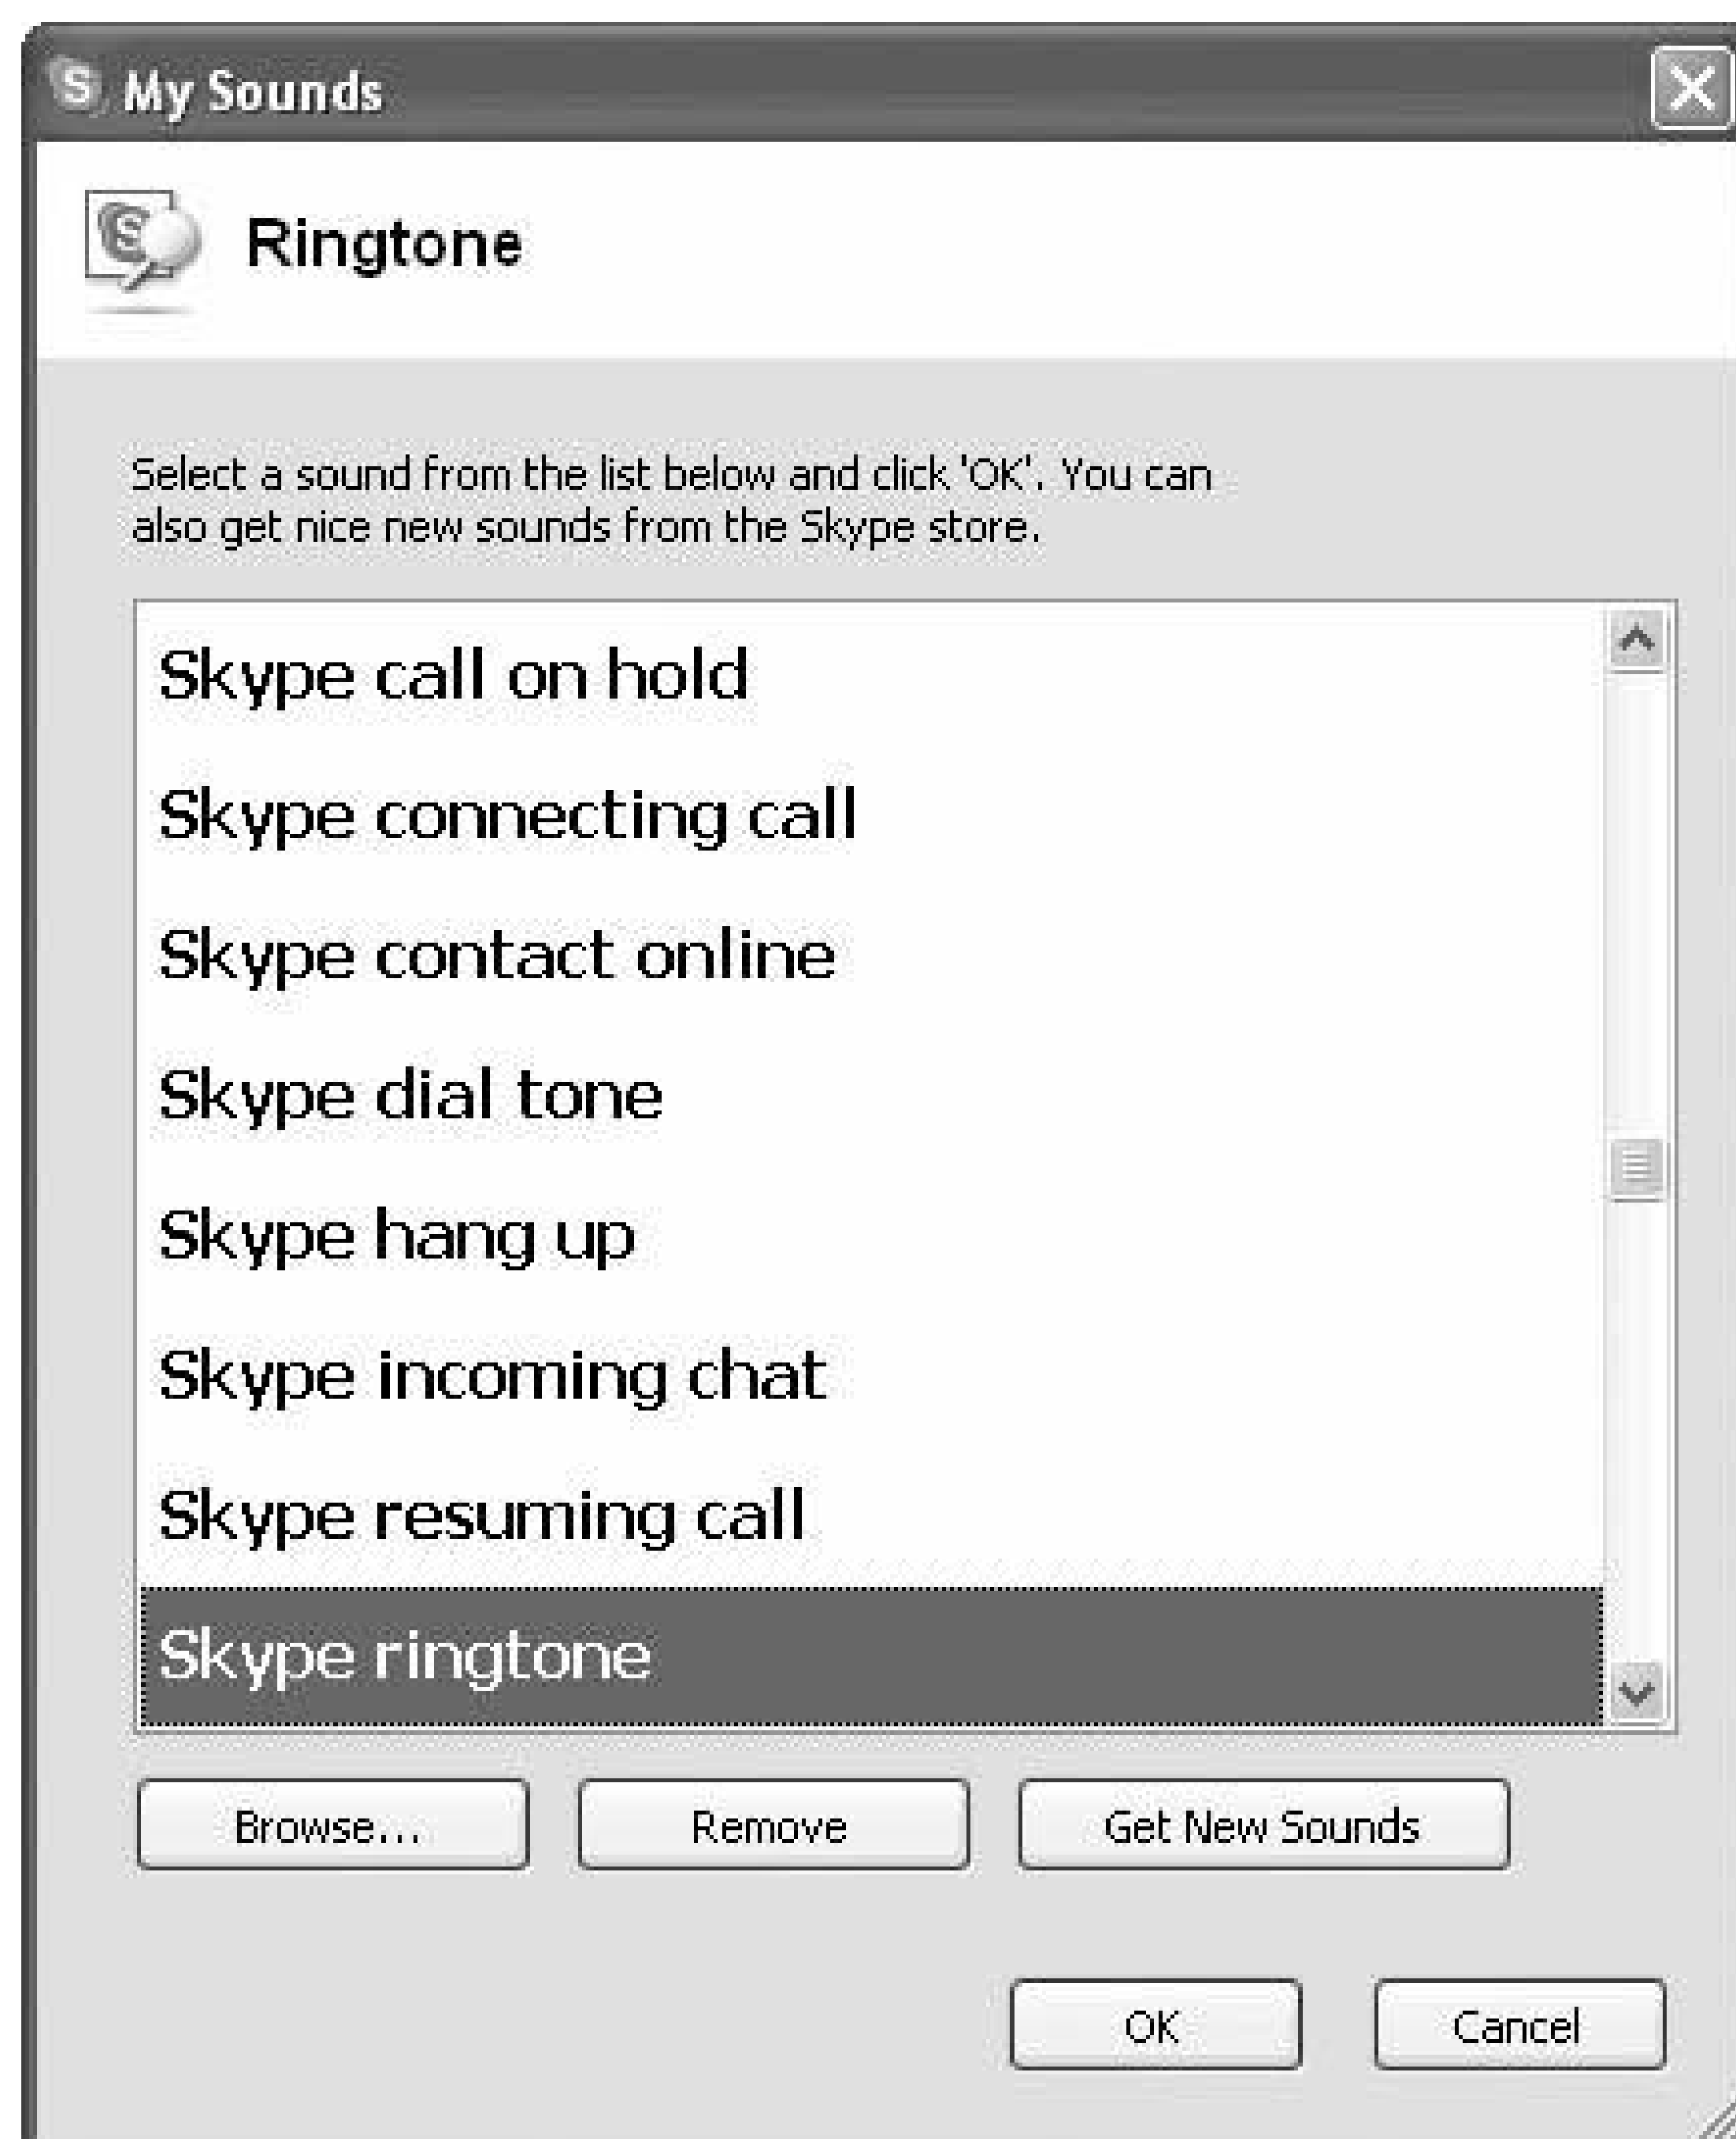 My Sounds
Ringtone
Select a sound from the list below and click 'OK'. You can
also get nice new sounds from the Skype store.
Skype call on hold
Skype connecting call
Skype contact online
Skype dial tone
Skype hang up
Skype incoming chat
Skype resuming call
Skype ringtone
Browse... Remove Get New Sounds
OK Cancel